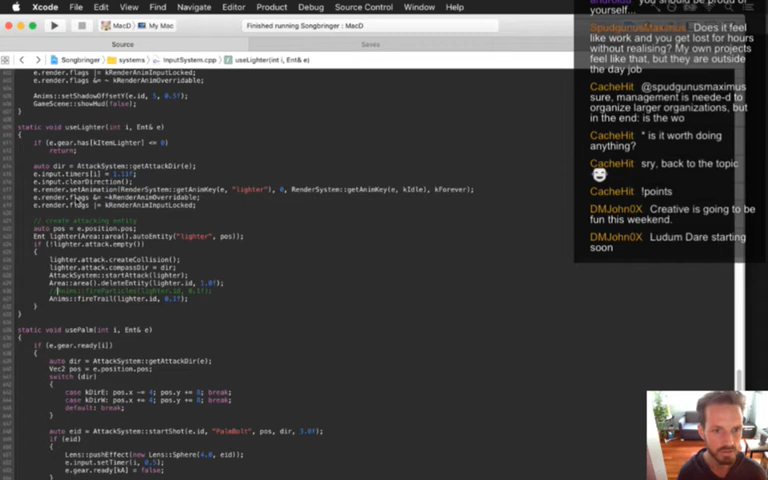 Xcode File Edit View Find Navigate Editor Product Debug Source Control Window Help
MacD My Mac
Finished running Songbringer : MacD
Source
Saves
Songbringer systems InputSystem.cpp useLighter(int i, Ent& e)
e.render.flags |= kRenderAnimInputLocked;
e.render.flags &= ~ kRenderAnimOverridable;
Anims::setShadowOffsetY(e.id, 5, 0.5f);
GameScene::showHud(false);
}
static void useLighter(int i, Ent& e)
{
if (e.gear.has[kItemLighter] <= 0)
return;
auto dir = AttackSystem::getAttackDir(e);
e.input.timers[i] = 1.11f;
e.input.clearDirection();
e.render.setAnimation(RenderSystem::getAnimKey(e, "lighter"), 0, RenderSystem::getAnimKey(e, kIdle), kForever);
e.render.flags &= ~kRenderAnimOverridable;
e.render.flags |= kRenderAnimInputLocked;
// create attacking entity
auto pos = e.position.pos;
Ent lighter(Area::area().autoEntity("lighter", pos));
if (!lighter.attack.empty())
{
lighter.attack.createCollision();
lighter.attack.compassDir = dir;
AttackSystem::startAttack(lighter);
Area::area().deleteEntity(lighter.id, 1.0f);
//Anims::fireParticles(lighter.id, 0.1f);
Anims::fireTrail(lighter.id, 0.1f);
}
}
static void usePalm(int i, Ent& e)
{
if (e.gear.ready[i])
{
auto dir = AttackSystem::getAttackDir(e);
Vec2 pos = e.position.pos;
switch (dir)
{
case kDirE: pos.x -= 4; pos.y += 8; break;
case kDirW: pos.x += 4; pos.y += 8; break;
default: break;
}
auto eid = AttackSystem::startShot(e.id, "PalmBolt", pos, dir, 3.0f);
if (eid)
{
Lens::pushEffect(new Lens::Sphere(4.0, eid));
e.input.setTimer(i, 0.5);
e.gear.ready[kA] = false;
}
you should be proud of
yourself...
SpudgunusMaximus Does it feel
like work and you get lost for hours
without realising? My own projects
feel like that, but they are outside
the day job
CacheHit @spudgunusmaximus
sure, management is neede-d to
organize larger organizations, but
in the end: is the wo
CacheHit * is it worth doing
anything?
CacheHit sry, back to the topic
CacheHit !points
DMJohn0X Creative is going to be
fun this weekend.
DMJohn0X Ludum Dare starting
soon